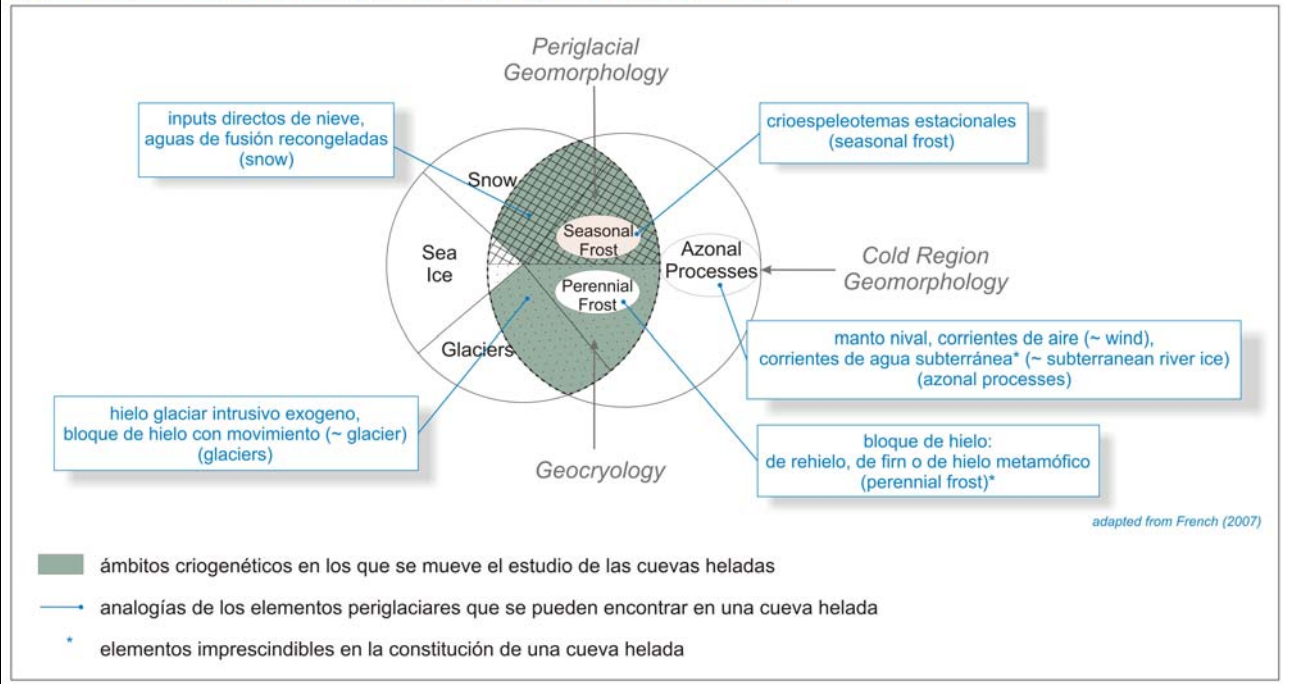 Periglacial
Geomorphology
inputs directos de nieve,
aguas de fusión recongeladas
(snow)
crioespeleotemas estacionales
(seasonal frost)
Snow
Seasonal
Frost
Sea
Ice
Azonal
Processes
Cold Region
Geomorphology
Perennial
Frost
Glaciers
manto nival, corrientes de aire (~ wind),
corrientes de agua subterránea* (~ subterranean river ice)
(azonal processes)
hielo glaciar intrusivo exogeno,
bloque de hielo con movimiento (~ glacier)
(glaciers)
bloque de hielo:
de rehielo, de firn o de hielo metamófico
(perennial frost)*
Geocryology
adapted from French (2007)
ámbitos criogenéticos en los que se mueve el estudio de las cuevas heladas
analogías de los elementos periglaciares que se pueden encontrar en una cueva helada
* elementos imprescindibles en la constitución de una cueva helada